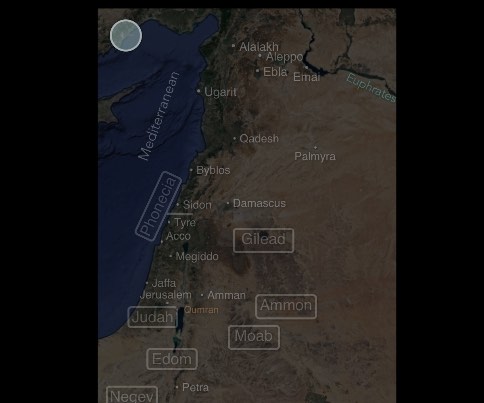 Alalakh
Aleppo
Ebla
Emar
Euphrates
Ugarit
Mediterranean
Qadesh
Palmyra
Byblos
Phonecia
Sidon
Damascus
Tyre
Acco
Gilead
Megiddo
Jaffa
Jerusalem
Amman
Ammon
Qumran
Judah
Moab
Edom
Petra
Negev